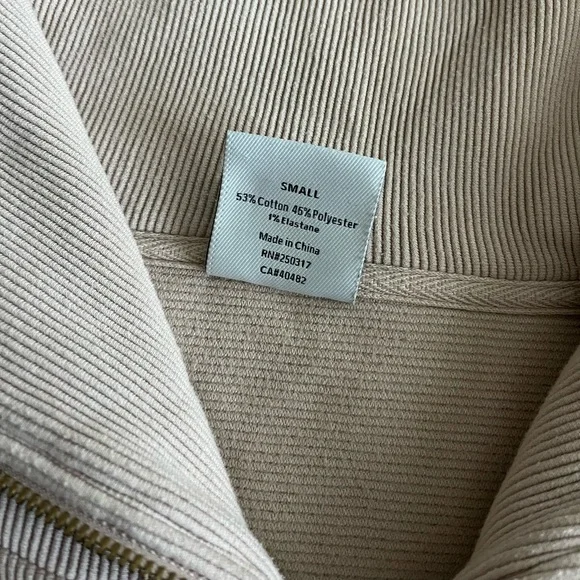 SMALL
53% Cotton 46% Polyester
1% Elastane
Made in China
RN#250317
CA#40482